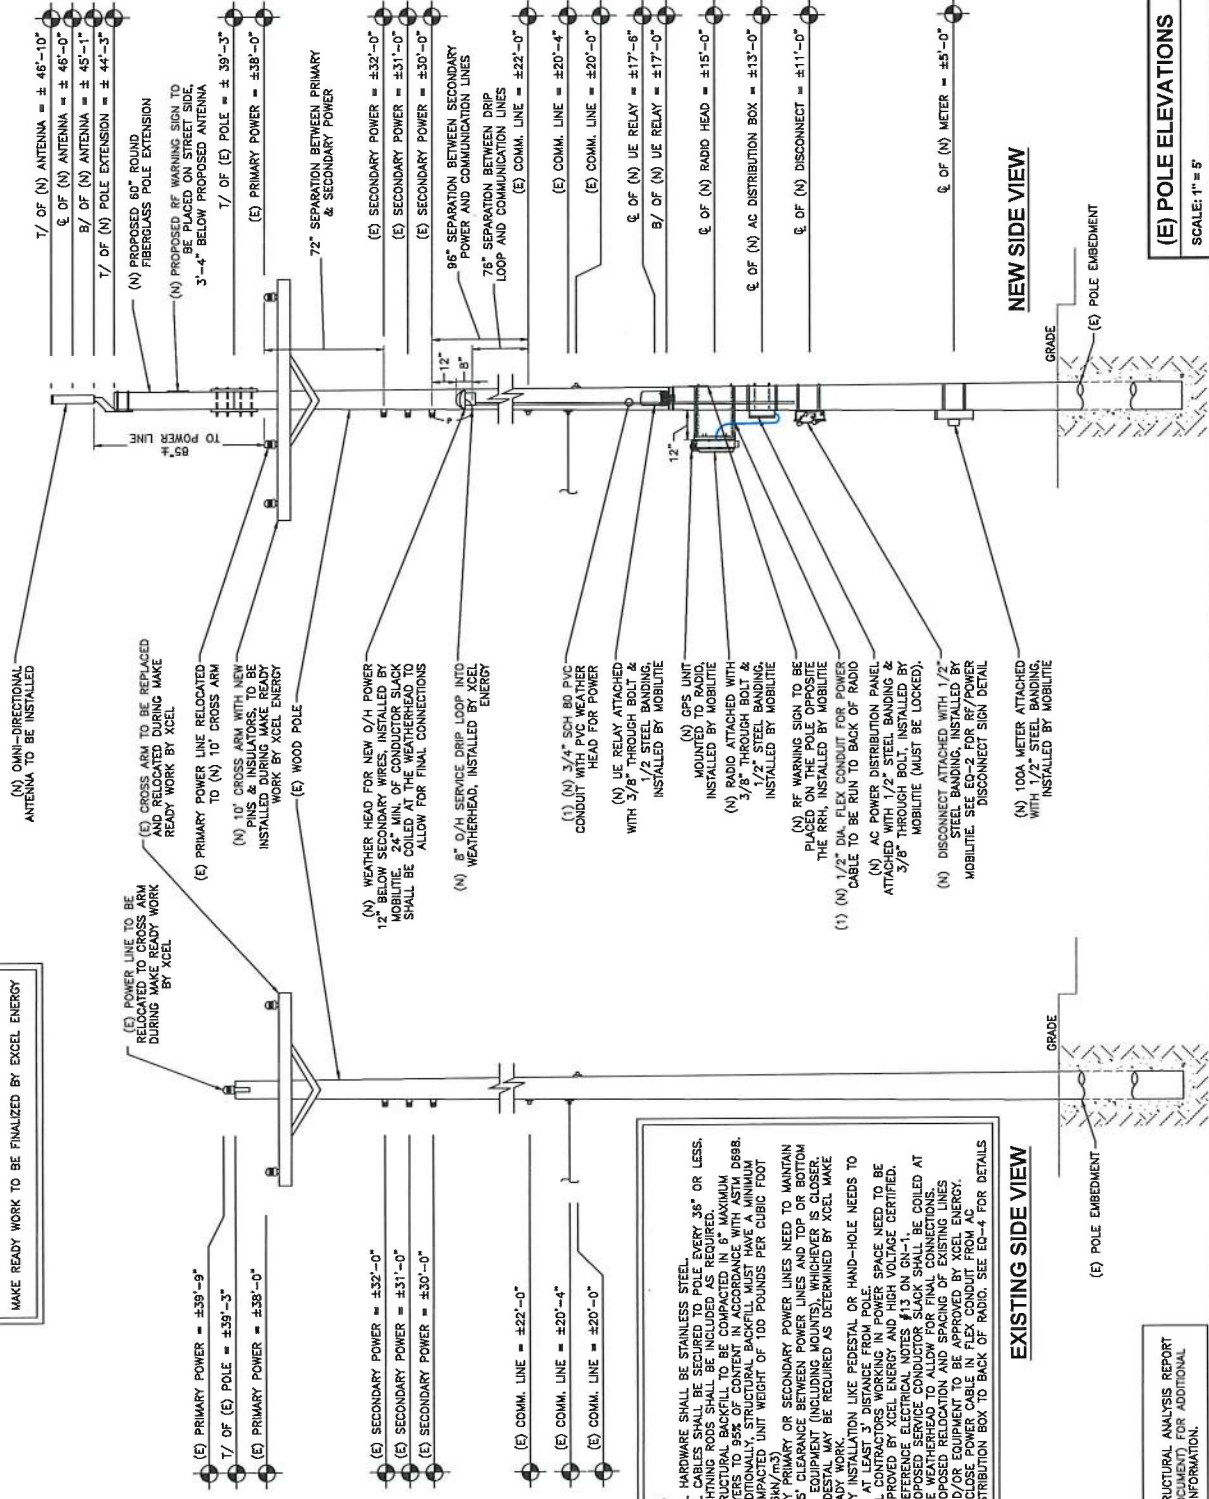 MAKE READY WORK TO BE FINALIZED BY EXCEL ENERGY
(E) PRIMARY POWER = ±39'-9"
T/ OF (E) POLE = ±39'-3"
(E) PRIMARY POWER = ±38'-0"
(E) SECONDARY POWER = ±32'-0"
(E) SECONDARY POWER = ±31'-0"
(E) SECONDARY POWER = ±30'-0"
(E) COMM. LINE = ±22'-0"
(E) COMM. LINE = ±20'-4"
(E) COMM. LINE = ±20'-0"
HARDWARE SHALL BE STAINLESS STEEL.
CABLES SHALL BE SECURED TO POLE EVERY 36" OR LESS.
HTNING RODS SHALL BE INCLUDED AS REQUIRED.
RUCTURAL BACKFILL TO BE COMPACTED IN 6" MAXIMUM
YERS TO 95% OF CONTENT IN ACCORDANCE WITH ASTM D698.
DITIONALLY, STRUCTURAL BACKFILL MUST HAVE A MINIMUM
MPACTED UNIT WEIGHT OF 100 POUNDS PER CUBIC FOOT
kN/m3)
Y PRIMARY OR SECONDARY POWER LINES NEED TO MAINTAIN
5' CLEARANCE BETWEEN POWER LINES AND TOP OR BOTTOM
EQUIPMENT (INCLUDING MOUNTS), WHICHEVER IS CLOSER.
DESTAL MAY BE REQUIRED AS DETERMINED BY XCEL MAKE
ADY WORK.
Y INSTALLATION LIKE PEDESTAL OR HAND-HOLE NEEDS TO
AT LEAST 3' DISTANCE FROM POLE.
CONTRACTORS WORKING IN POWER SPACE NEED TO BE
PROVED BY XCEL ENERGY AND HIGH VOLTAGE CERTIFIED.
EFERENCE ELECTRICAL NOTES #13 ON GN-1.
OPOSED SERVICE CONDUCTOR SLACK SHALL BE COILED AT
E WEATHERHEAD TO ALLOW FOR FINAL CONNECTIONS.
OPOSED RELOCATION AND SPACING OF EXISTING LINES
D/OR EQUIPMENT TO BE APPROVED BY XCEL ENERGY.
CLOSE POWER CABLE IN FLEX CONDUIT FROM AC
STRIBUTION BOX TO BACK OF RADIO. SEE EQ-4 FOR DETAILS
EXISTING SIDE VIEW
RUCTURAL ANALYSIS REPORT
OCUMENT) FOR ADDITIONAL
NFORMATION.
(E) POWER LINE TO BE
RELOCATED TO CROSS ARM
DURING MAKE READY WORK
BY XCEL
GRADE
(E) POLE EMBEDMENT
(N) OMNI-DIRECTIONAL
ANTENNA TO BE INSTALLED
(E) CROSS ARM TO BE REPLACED
AND RELOCATED DURING MAKE
READY WORK BY XCEL
(E) PRIMARY POWER LINE RELOCATED
TO (N) 10' CROSS ARM
(N) 10' CROSS ARM WITH NEW
PINS & INSULATORS, TO BE
INSTALLED DURING MAKE READY
WORK BY XCEL ENERGY
(E) WOOD POLE
(N) WEATHER HEAD FOR NEW O/H POWER
12" BELOW SECONDARY WIRES, INSTALLED BY
MOBILITIE. 24" MIN. OF CONDUCTOR SLACK
SHALL BE COILED AT THE WEATHERHEAD TO
ALLOW FOR FINAL CONNECTIONS
(N) 8" O/H SERVICE DRIP LOOP INTO
WEATHERHEAD, INSTALLED BY XCEL
ENERGY
(1) (N) 3/4" SCH 80 PVC
CONDUIT WITH PVC WEATHER
HEAD FOR POWER
(N) UE RELAY ATTACHED
WITH 3/8" THROUGH BOLT &
1/2 STEEL BANDING,
INSTALLED BY MOBILITIE
(N) GPS UNIT
MOUNTED TO RADIO,
INSTALLED BY MOBILITIE
(N) RADIO ATTACHED WITH
3/8" THROUGH BOLT &
1/2" STEEL BANDING,
INSTALLED BY MOBILITIE
(N) RF WARNING SIGN TO BE
PLACED ON THE POLE OPPOSITE
THE RRH, INSTALLED BY MOBILITIE
(1) (N) 1/2" DIA. FLEX CONDUIT FOR POWER
CABLE TO BE RUN TO BACK OF RADIO
(N) AC POWER DISTRIBUTION PANEL
ATTACHED WITH 1/2" STEEL BANDING &
3/8" THROUGH BOLT, INSTALLED BY
MOBILITIE (MUST BE LOCKED).
(N) DISCONNECT ATTACHED WITH 1/2"
STEEL BANDING, INSTALLED BY
MOBILITIE. SEE EQ-2 FOR RF/POWER
DISCONNECT SIGN DETAIL
(N) 100A METER ATTACHED
WITH 1/2" STEEL BANDING,
INSTALLED BY MOBILITIE
85"±
TO POWER LINE
12"
8"
12"
T/ OF (N) ANTENNA = ± 46'-10"
℄ OF (N) ANTENNA = ± 46'-0"
B/ OF (N) ANTENNA = ± 45'-1"
T/ OF (N) POLE EXTENSION = ± 44'-3"
(N) PROPOSED 60" ROUND
FIBERGLASS POLE EXTENSION
(N) PROPOSED RF WARNING SIGN TO
BE PLACED ON STREET SIDE,
3'-4" BELOW PROPOSED ANTENNA
T/ OF (E) POLE = ± 39'-3"
(E) PRIMARY POWER = ±38'-0"
72" SEPARATION BETWEEN PRIMARY
& SECONDARY POWER
(E) SECONDARY POWER = ±32'-0"
(E) SECONDARY POWER = ±31'-0"
(E) SECONDARY POWER = ±30'-0"
96" SEPARATION BETWEEN SECONDARY
POWER AND COMMUNICATION LINES
76" SEPARATION BETWEEN DRIP
LOOP AND COMMUNICATION LINES
(E) COMM. LINE = ±22'-0"
(E) COMM. LINE = ±20'-4"
(E) COMM. LINE = ±20'-0"
℄ OF (N) UE RELAY = ±17'-6"
B/ OF (N) UE RELAY = ±17'-0"
℄ OF (N) RADIO HEAD = ±15'-0"
℄ OF (N) AC DISTRIBUTION BOX = ±13'-0"
℄ OF (N) DISCONNECT = ±11'-0"
℄ OF (N) METER = ±5'-0"
GRADE
(E) POLE EMBEDMENT
NEW SIDE VIEW
(E) POLE ELEVATIONS
SCALE: 1" = 5'